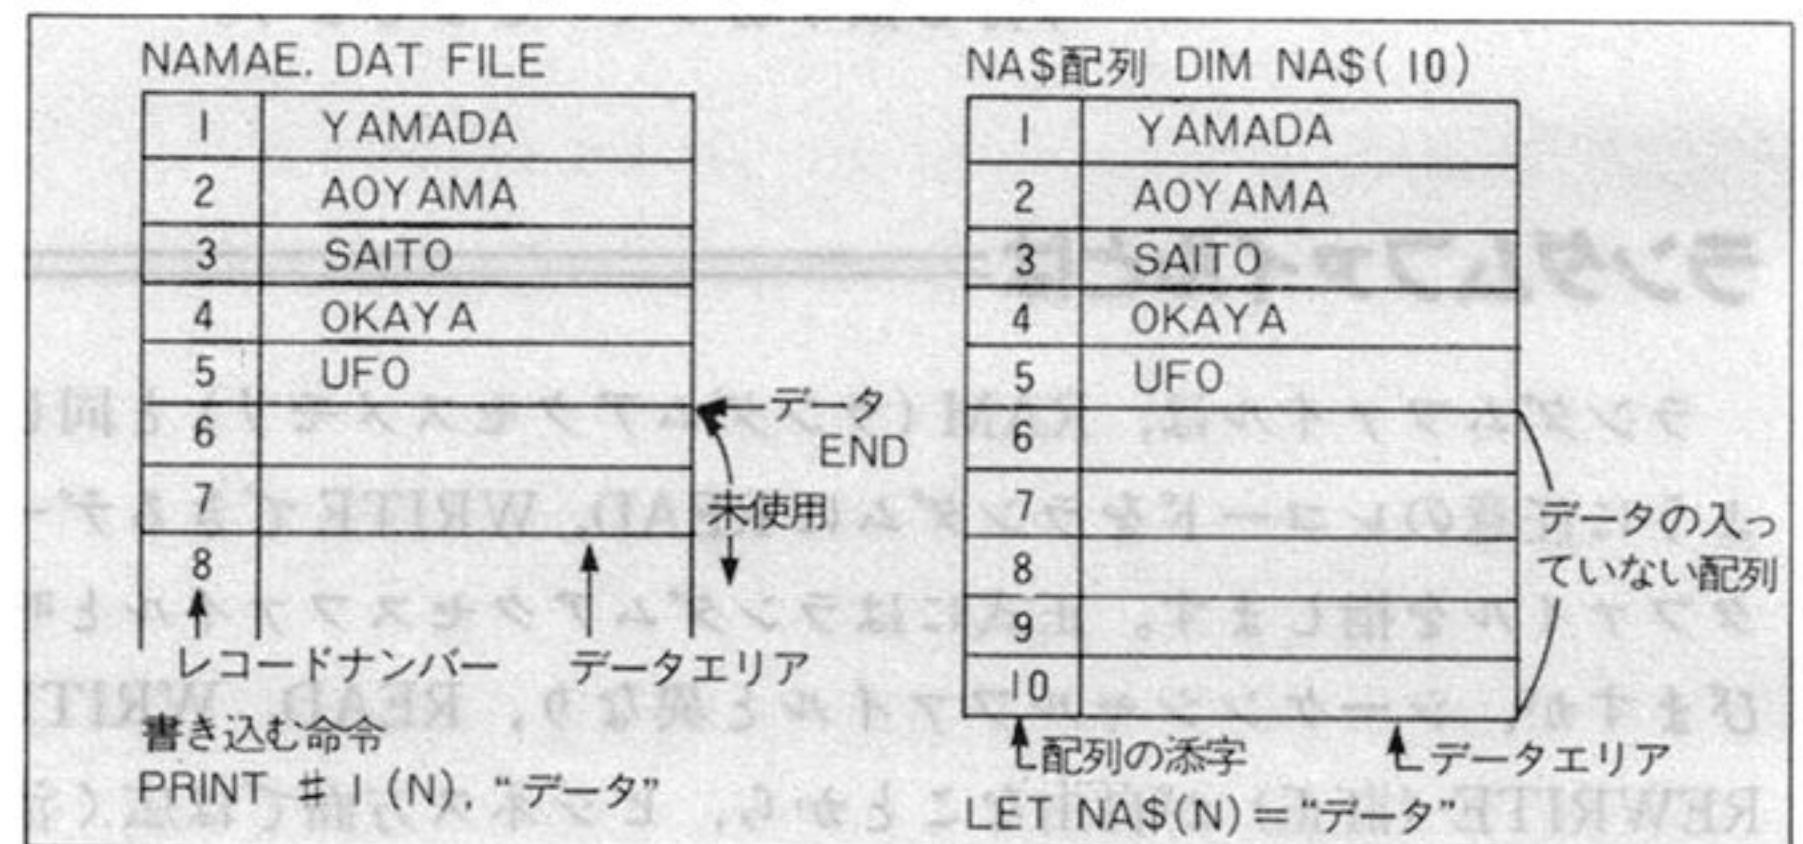 NAMAE. DAT FILE
1 YAMADA
2 AOYAMA
3 SAITO
4 OKAYA
5 UFO
6
7
8
データ
END
未使用
レコードナンバー データエリア
書き込む命令
PRINT #1 (N), “データ”
NA$配列 DIM NA$(10)
1 YAMADA
2 AOYAMA
3 SAITO
4 OKAYA
5 UFO
6
7
8
9
10
データの入っ
ていない配列
配列の添字 データエリア
LET NA$(N)=“データ”